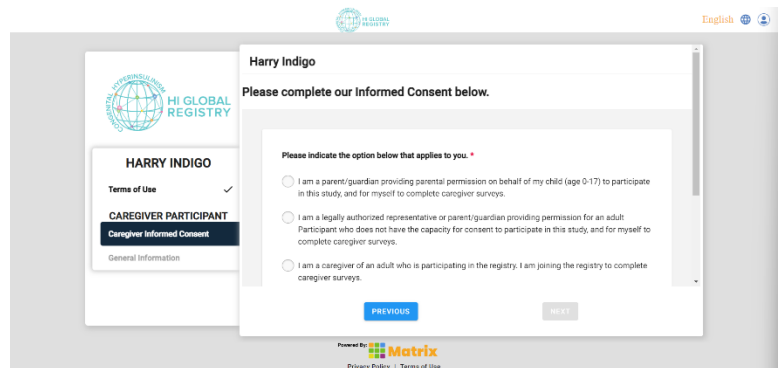 HI GLOBAL
REGISTRY
English
CONGENITAL HYPERINSULINISM
HI GLOBAL
REGISTRY
HARRY INDIGO
Terms of Use
CAREGIVER PARTICIPANT
Caregiver Informed Consent
General Information
Harry Indigo
Please complete our Informed Consent below.
Please indicate the option below that applies to you. *
I am a parent/guardian providing parental permission on behalf of my child (age 0-17) to participate
in this study, and for myself to complete caregiver surveys.
I am a legally authorized representative or parent/guardian providing permission for an adult
Participant who does not have the capacity for consent to participate in this study, and for myself to
complete caregiver surveys.
I am a caregiver of an adult who is participating in the registry. I am joining the registry to complete
caregiver surveys.
PREVIOUS
NEXT
Powered By: Matrix
Privacy Policy | Terms of Use